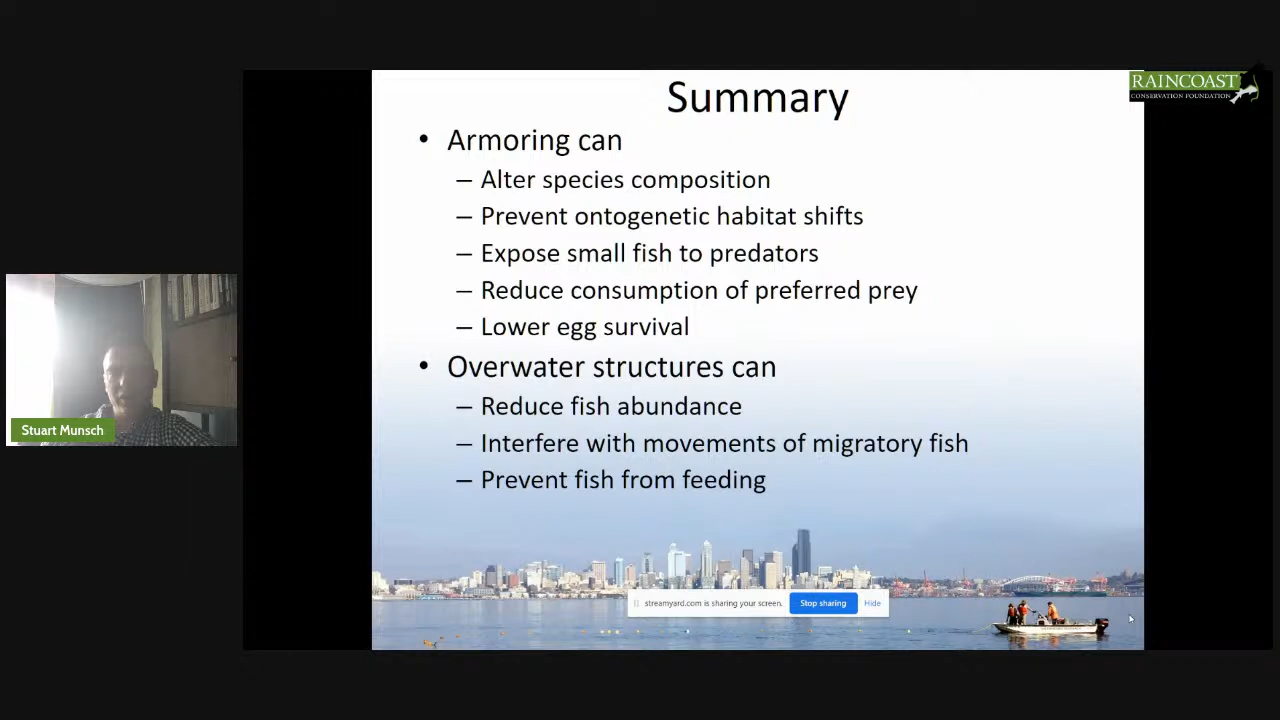 RAINCOAST
CONSERVATION FOUNDATION
Summary
• Armoring can
– Alter species composition
– Prevent ontogenetic habitat shifts
– Expose small fish to predators
– Reduce consumption of preferred prey
– Lower egg survival
• Overwater structures can
– Reduce fish abundance
– Interfere with movements of migratory fish
– Prevent fish from feeding
Stuart Munsch
streamyard.com is sharing your screen. Stop sharing Hide